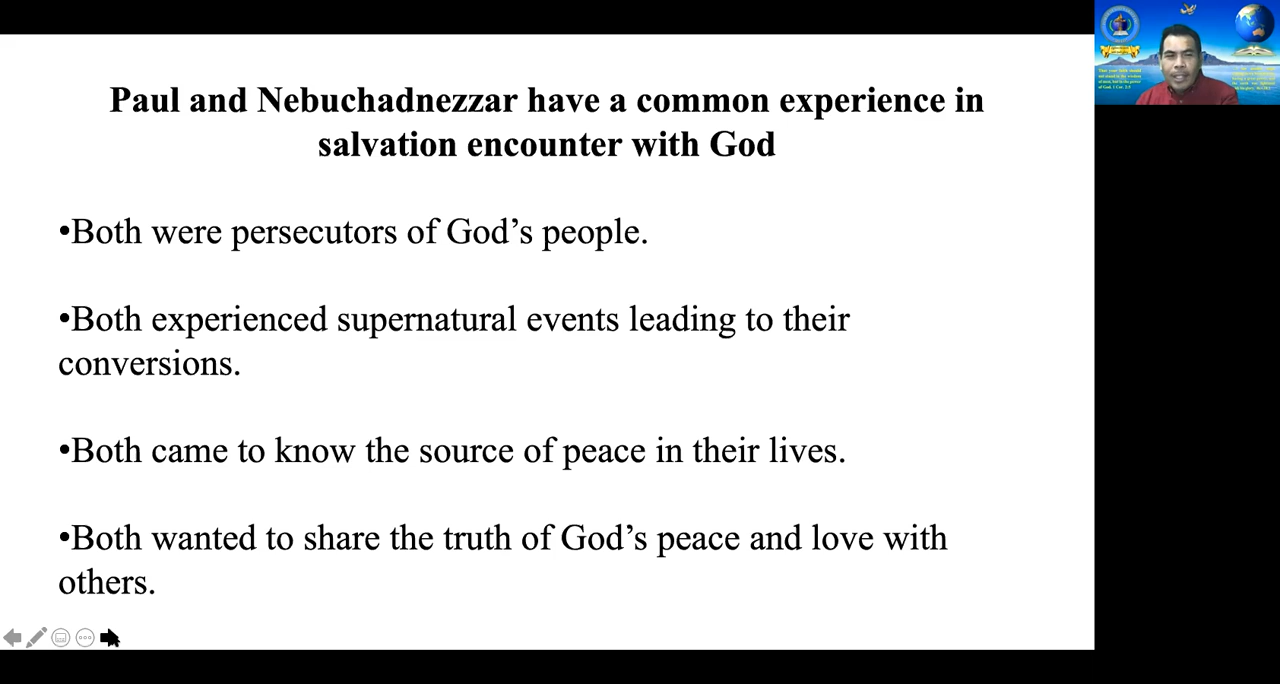 Paul and Nebuchadnezzar have a common experience in
salvation encounter with God
•Both were persecutors of God’s people.
•Both experienced supernatural events leading to their
conversions.
•Both came to know the source of peace in their lives.
•Both wanted to share the truth of God’s peace and love with
others.